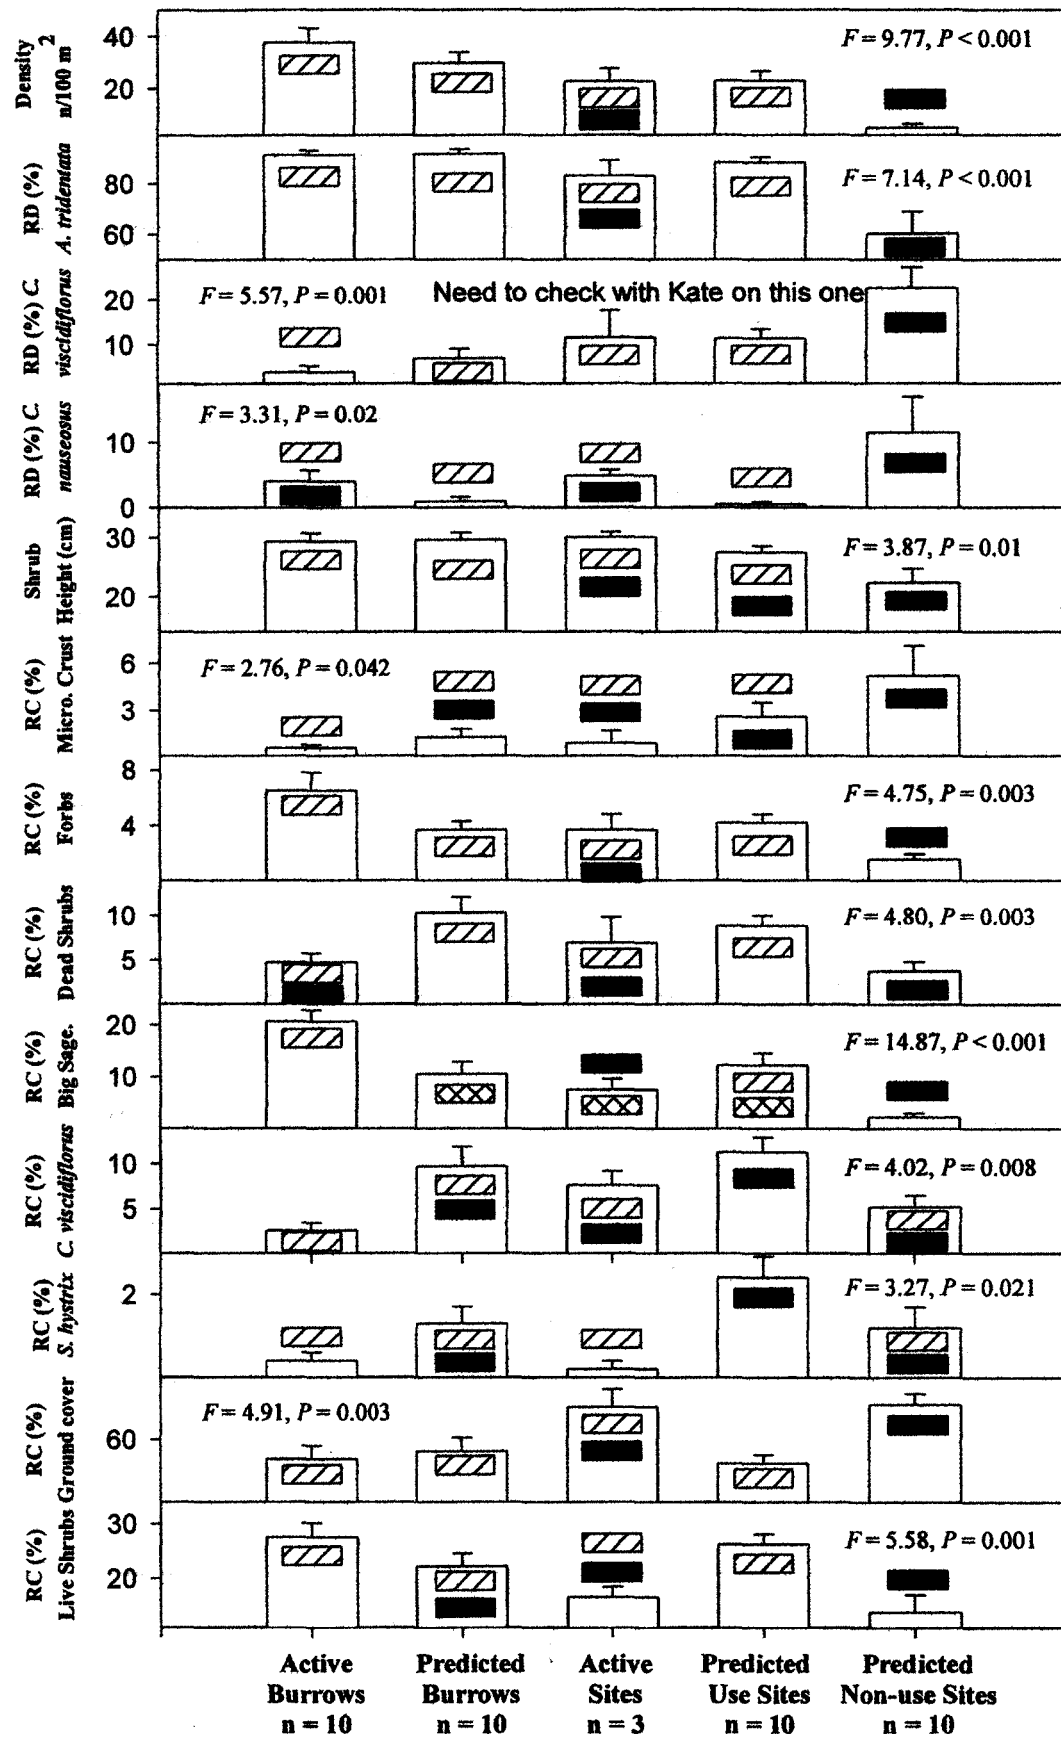 Density
n/100 m 2
40
20
F = 9.77, P < 0.001
RD (%)
A. tridentata
80
60
F = 7.14, P < 0.001
RD (%) C.
viscidiflorus
20
10
F = 5.57, P = 0.001
Need to check with Kate on this one
RD (%) C.
nauseosus
10
0
F = 3.31, P = 0.02
Shrub
Height (cm)
30
20
F = 3.87, P = 0.01
RC (%)
Micro. Crust
6
3
F = 2.76, P = 0.042
RC (%)
Forbs
8
4
F = 4.75, P = 0.003
RC (%)
Dead Shrubs
10
5
F = 4.80, P = 0.003
RC (%)
Big Sage.
20
10
F = 14.87, P < 0.001
RC (%)
C. viscidiflorus
10
5
F = 4.02, P = 0.008
RC (%)
S. hystrix
2
F = 3.27, P = 0.021
RC (%)
Ground cover
60
F = 4.91, P = 0.003
RC (%)
Live Shrubs
30
20
F = 5.58, P = 0.001
Active
Burrows
n = 10
Predicted
Burrows
n = 10
Active
Sites
n = 3
Predicted
Use Sites
n = 10
Predicted
Non-use Sites
n = 10